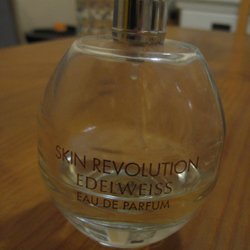 SKIN REVOLUTION
EDELWEISS
EAU DE PARFUM